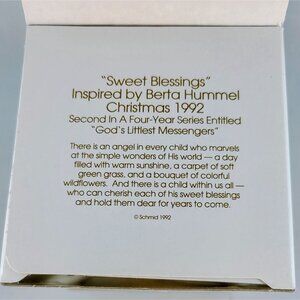 “Sweet Blessings”
Inspired by Berta Hummel
Christmas 1992
Second In A Four-Year Series Entitled
“God's Littlest Messengers”
There is an angel in every child who marvels
at the simple wonders of His world — a day
filled with warm sunshine, a carpet of soft
green grass, and a bouquet of colorful
wildflowers. And there is a child within us all —
who can cherish each of his sweet blessings
and hold them dear for years to come.
© Schmid 1992